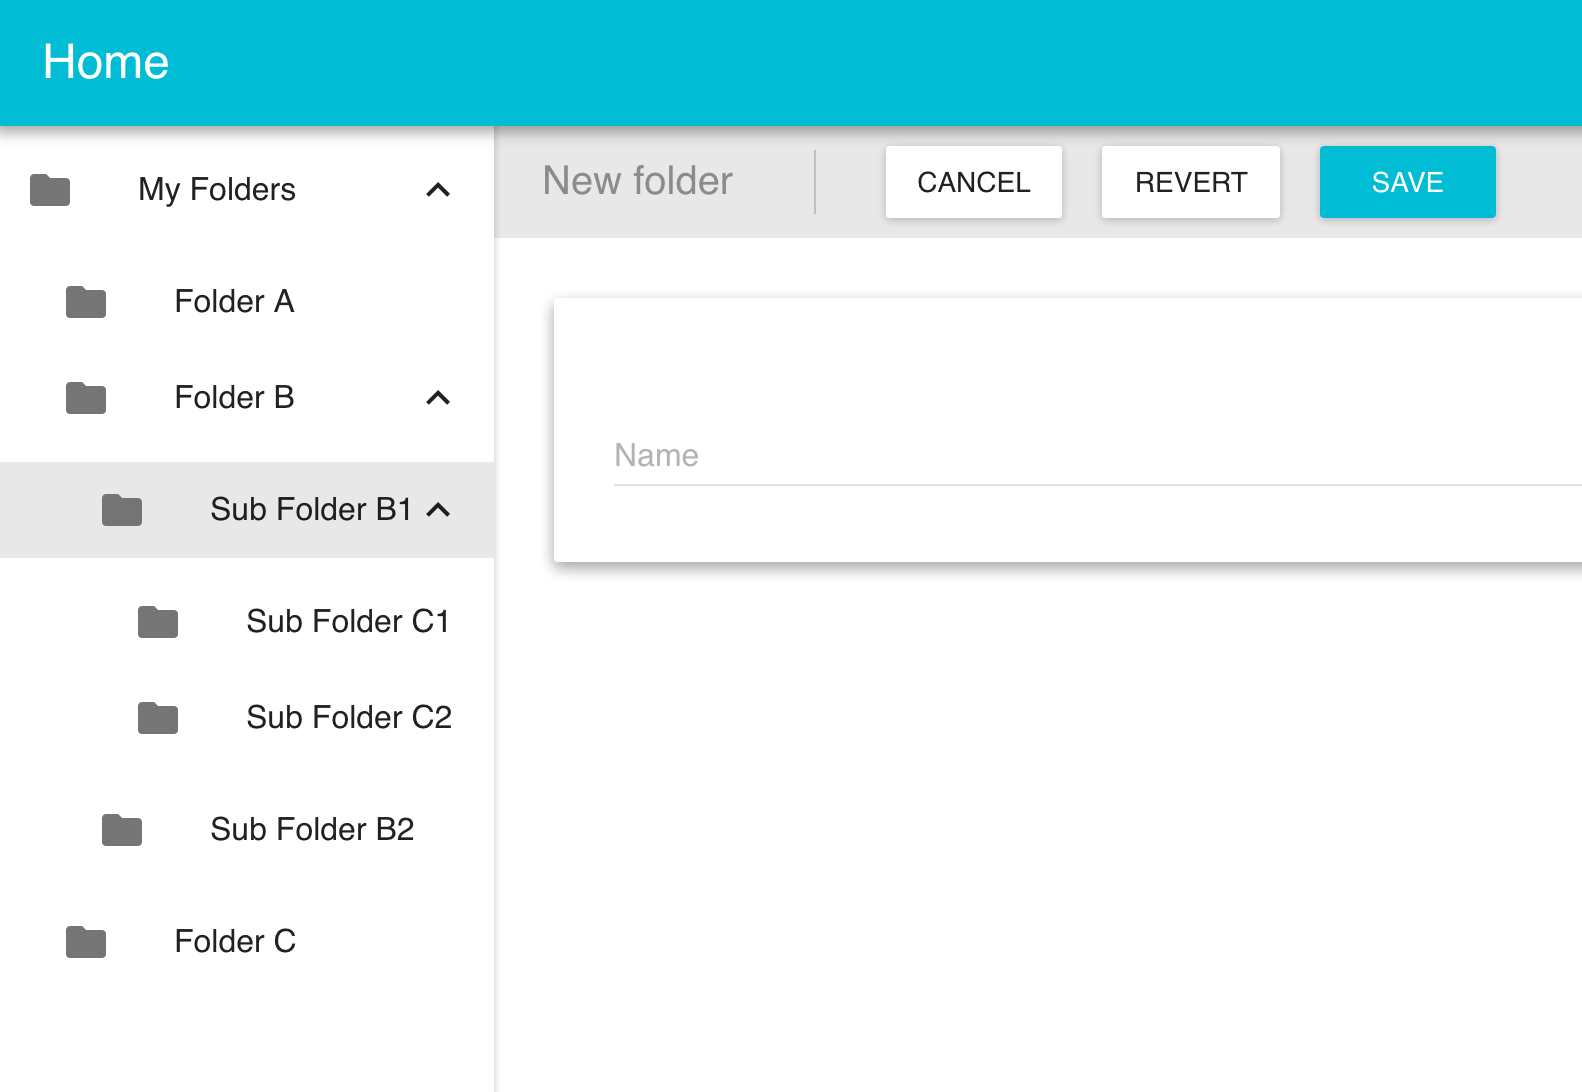 Home
My Folders
Folder A
Folder B
Sub Folder B1
Sub Folder C1
Sub Folder C2
Sub Folder B2
Folder C
New folder
CANCEL
REVERT
SAVE
Name